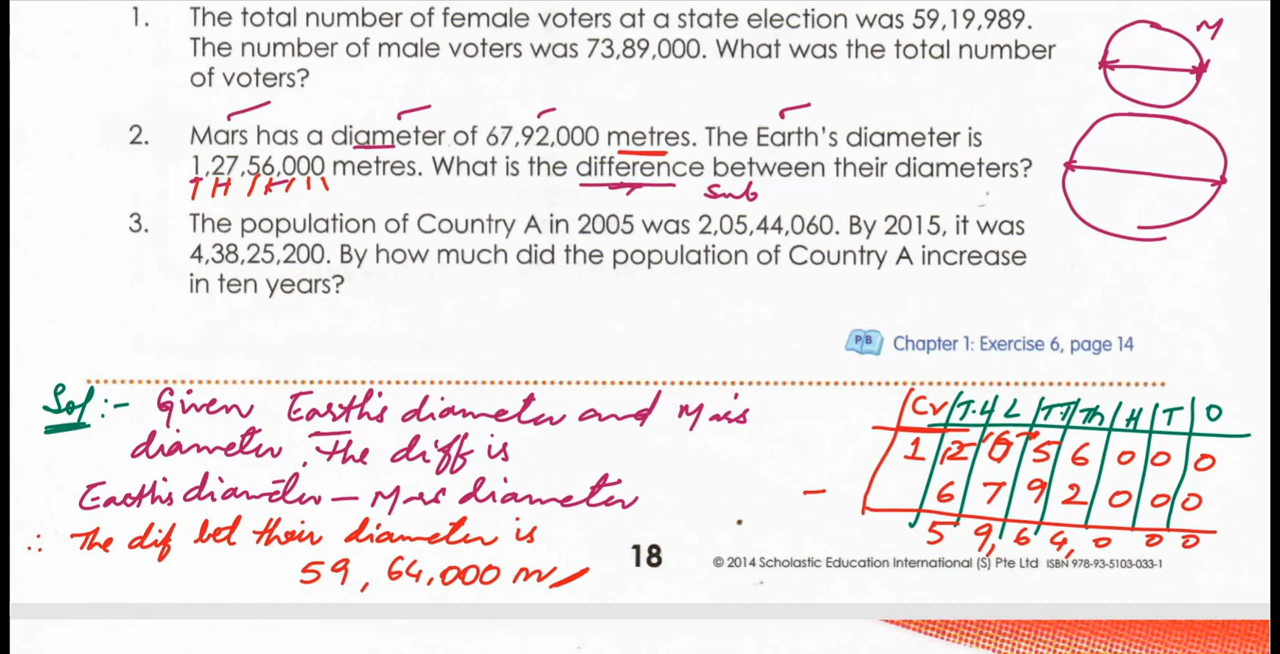 1. The total number of female voters at a state election was 59,19,989.
The number of male voters was 73,89,000. What was the total number
of voters?
M
2. Mars has a diameter of 67,92,000 metres. The Earth's diameter is
1,27,56,000 metres. What is the difference between their diameters?
T H T H
Sub
3. The population of Country A in 2005 was 2,05,44,060. By 2015, it was
4,38,25,200. By how much did the population of Country A increase
in ten years?
PB Chapter 1: Exercise 6, page 14
Sol :- Given Earth's diameter and Mars
diameter. The diff is
Earth's diameter - Mars diameter
∴ The dif bet their diameter is
59,64,000 m
Cr T.L L T.T Th H T O
1 2 5 6 0 0 0
- 6 7 9 2 0 0 0
5 9, 6 4, 0 0 0
18
© 2014 Scholastic Education International (S) Pte Ltd ISBN 978-93-5103-033-1